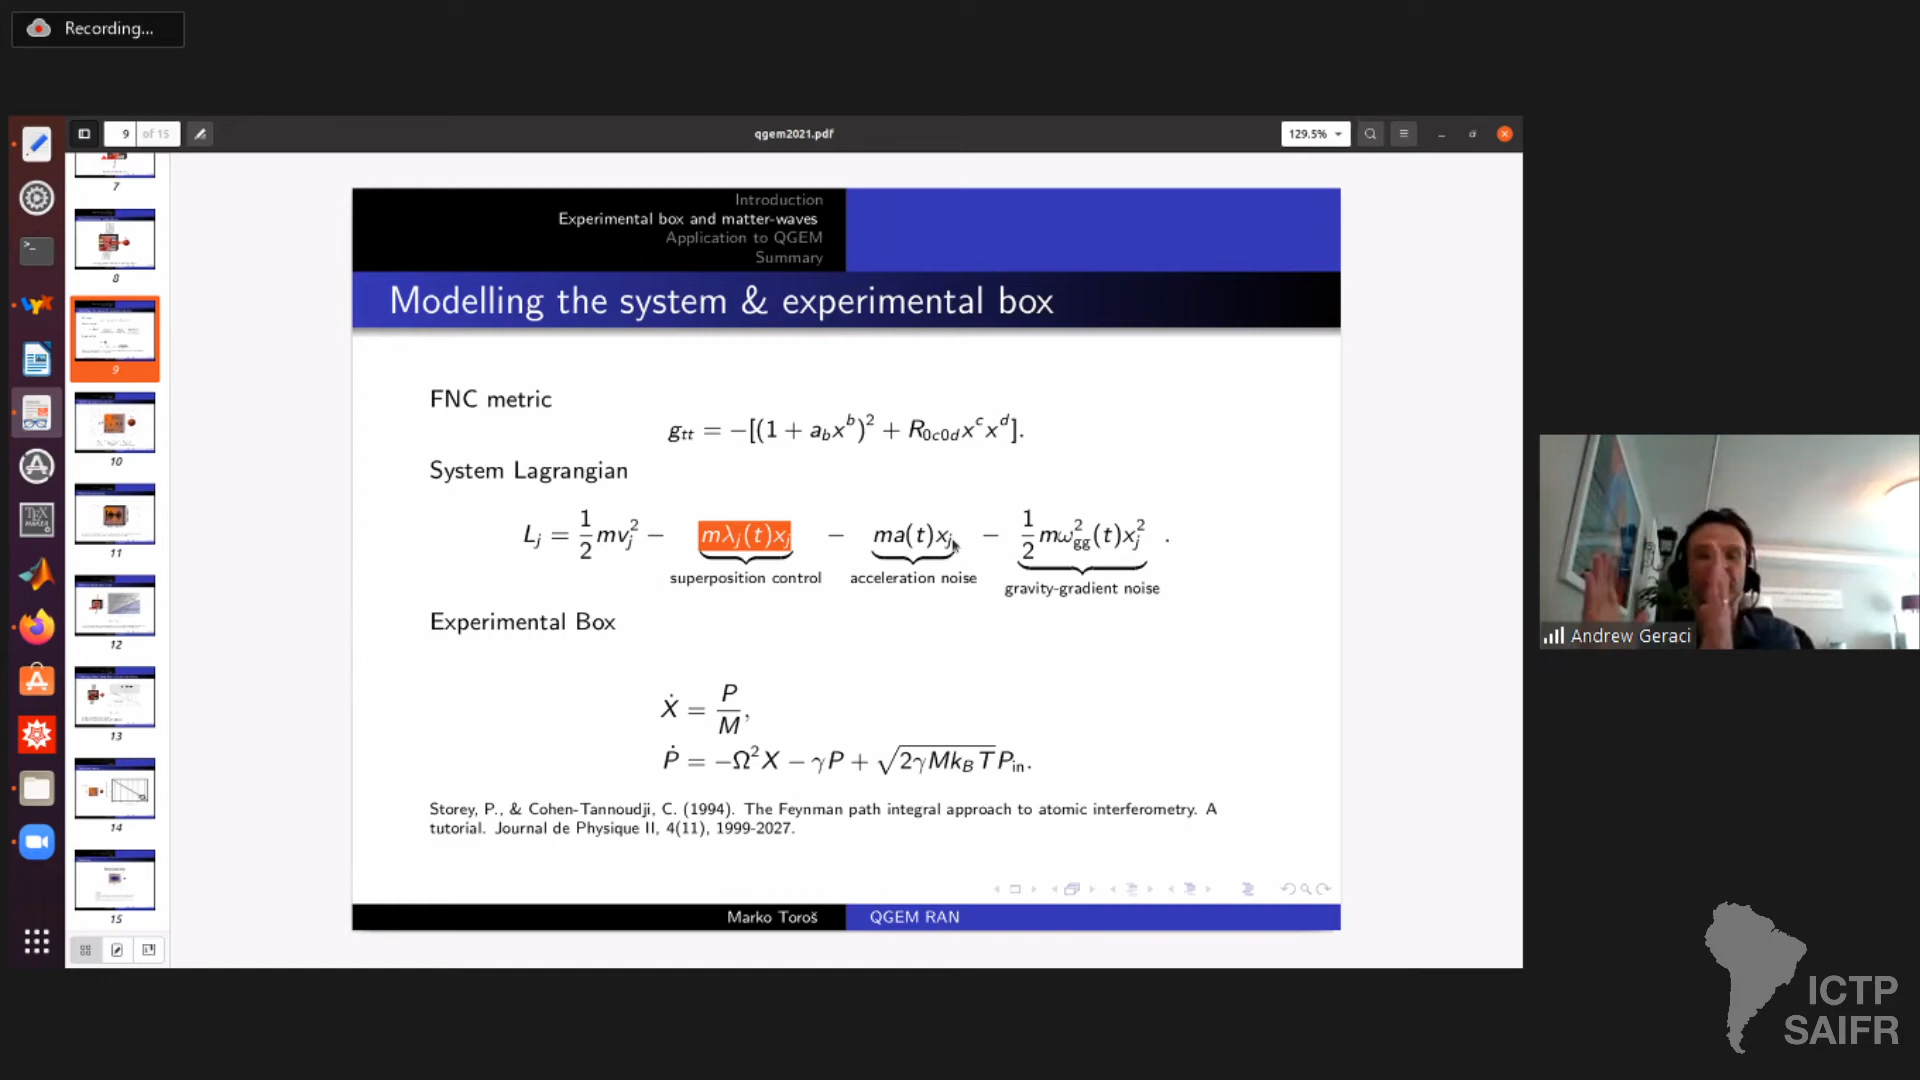 Recording...
9 of 15
qgem2021.pdf
129.5%
Introduction
Experimental box and matter-waves
Application to QGEM
Summary
Modelling the system & experimental box
FNC metric
g_tt = −[(1 + a_b x^b)^2 + R_0c0d x^c x^d].
System Lagrangian
L_j = 1/2 mv_j^2 − mλ_j(t)x_j − ma(t)x_j − 1/2 mω_gg^2(t)x_j^2 .
superposition control
acceleration noise
gravity-gradient noise
Experimental Box
Ẋ = P/M,
Ṗ = −Ω^2X − γP + √(2γMk_BT)P_in.
Storey, P., & Cohen-Tannoudji, C. (1994). The Feynman path integral approach to atomic interferometry. A
tutorial. Journal de Physique II, 4(11), 1999-2027.
Marko Toroš
QGEM RAN
7
8
9
10
11
12
13
14
15
Andrew Geraci
ICTP
SAIFR